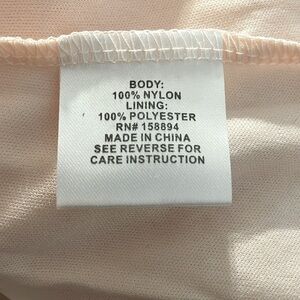 BODY:
100% NYLON
LINING:
100% POLYESTER
RN# 158894
MADE IN CHINA
SEE REVERSE FOR
CARE INSTRUCTION